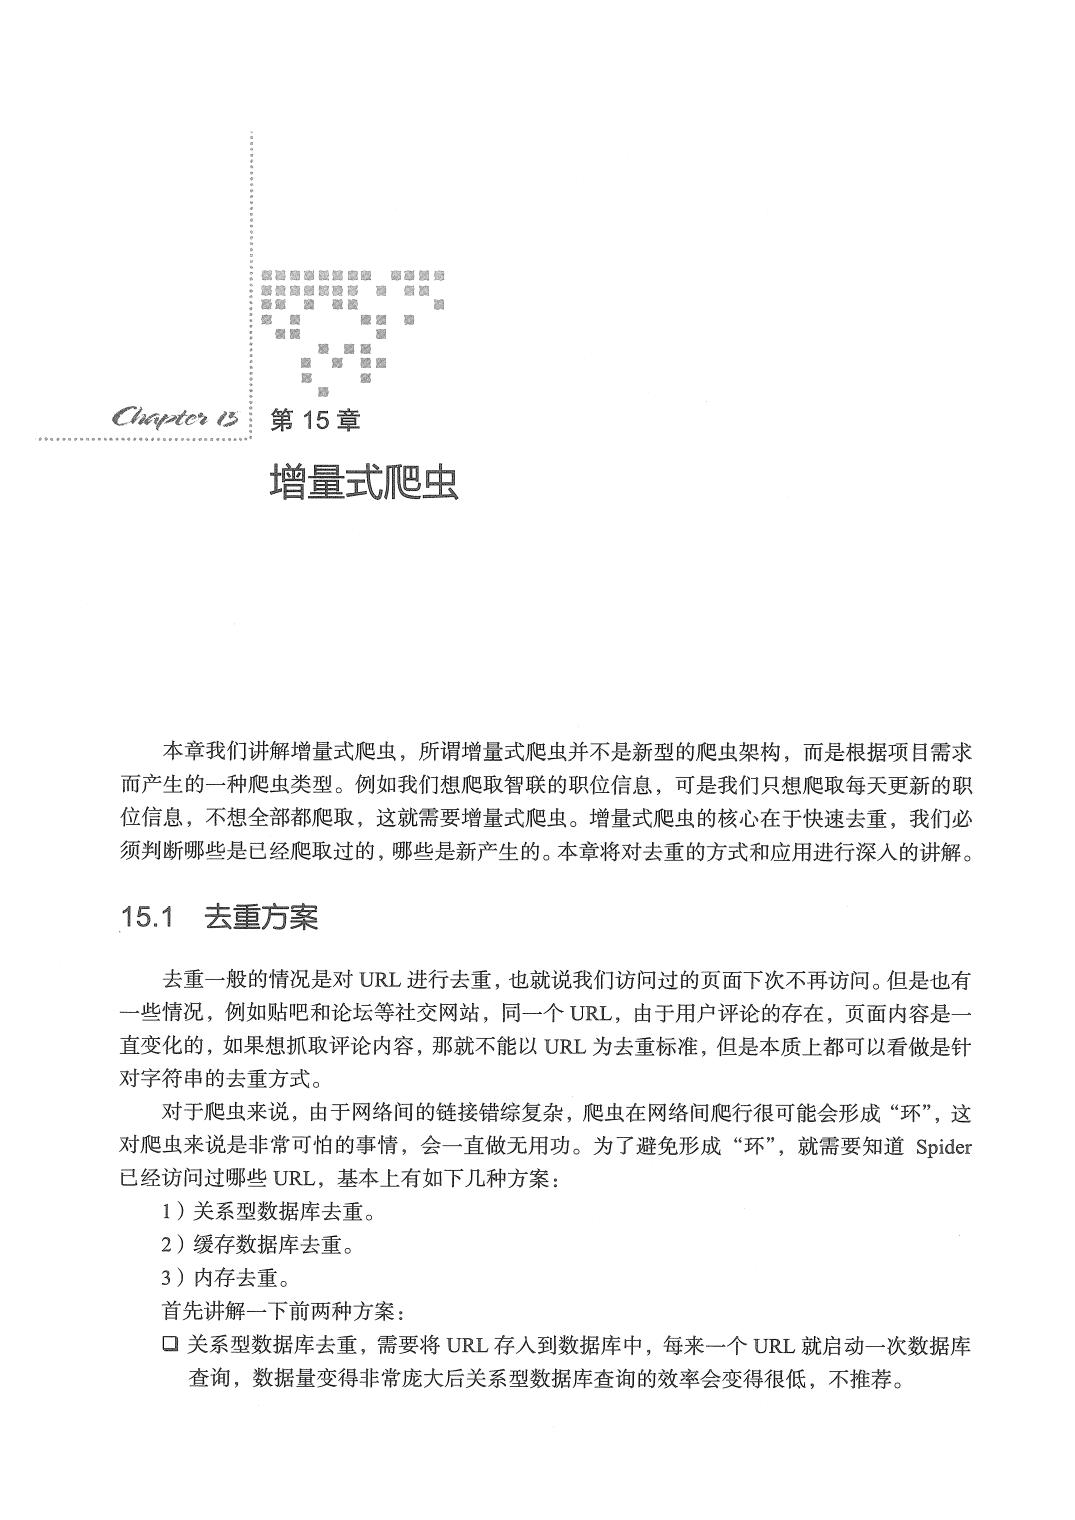 Chapter 15
第 15 章
增量式爬虫
本章我们讲解增量式爬虫，所谓增量式爬虫并不是新型的爬虫架构，而是根据项目需求
而产生的一种爬虫类型。例如我们想爬取智联的职位信息，可是我们只想爬取每天更新的职
位信息，不想全部都爬取，这就需要增量式爬虫。增量式爬虫的核心在于快速去重，我们必
须判断哪些是已经爬取过的，哪些是新产生的。本章将对去重的方式和应用进行深入的讲解。
15.1 去重方案
去重一般的情况是对 URL 进行去重，也就说我们访问过的页面下次不再访问。但是也有
一些情况，例如贴吧和论坛等社交网站，同一个 URL，由于用户评论的存在，页面内容是一
直变化的，如果想抓取评论内容，那就不能以 URL 为去重标准，但是本质上都可以看做是针
对字符串的去重方式。
对于爬虫来说，由于网络间的链接错综复杂，爬虫在网络间爬行很可能会形成“环”，这
对爬虫来说是非常可怕的事情，会一直做无用功。为了避免形成“环”，就需要知道 Spider
已经访问过哪些 URL，基本上有如下几种方案：
1）关系型数据库去重。
2）缓存数据库去重。
3）内存去重。
首先讲解一下前两种方案：
❑ 关系型数据库去重，需要将 URL 存入到数据库中，每来一个 URL 就启动一次数据库
查询，数据量变得非常庞大后关系型数据库查询的效率会变得很低，不推荐。